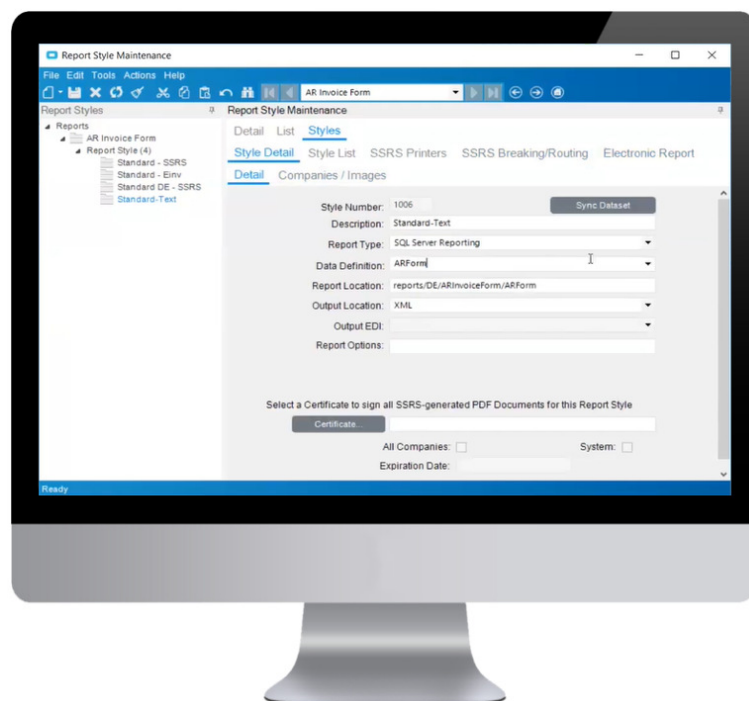 Report Style Maintenance
File Edit Tools Actions Help
AR Invoice Form
Report Styles
Report Style Maintenance
Reports
AR Invoice Form
Report Style (4)
Standard - SSRS
Standard - Einv
Standard DE - SSRS
Standard-Text
Detail List Styles
Style Detail Style List SSRS Printers SSRS Breaking/Routing Electronic Report
Detail Companies / Images
Style Number: 1006 Sync Dataset
Description: Standard-Text
Report Type: SQL Server Reporting
Data Definition: ARForm
Report Location: reports/DE/ARInvoiceForm/ARForm
Output Location: XML
Output EDI:
Report Options:
Select a Certificate to sign all SSRS-generated PDF Documents for this Report Style
Certificate...
All Companies: System:
Expiration Date:
Ready